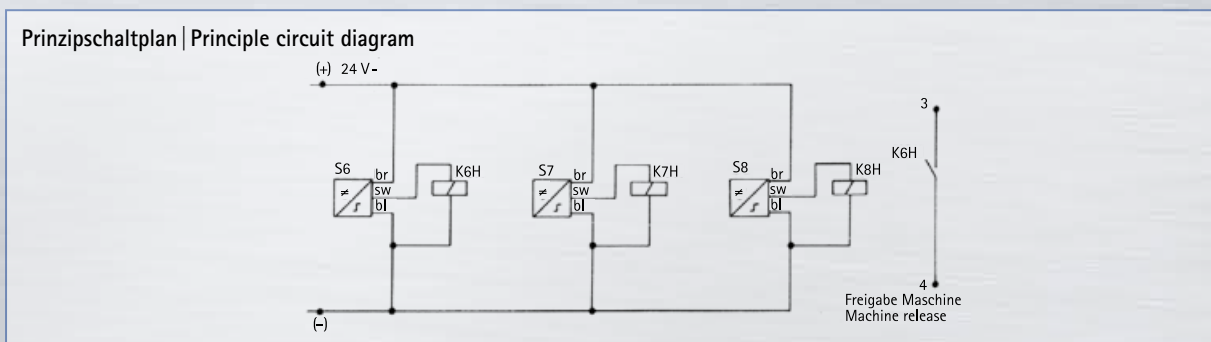 Prinzipschaltplan | Principle circuit diagram
(+) 24 V-
3
K6H
S6 br K6H
sw
bl
S7 br K7H
sw
bl
S8 br K8H
sw
bl
4
Freigabe Maschine
Machine release
(-)